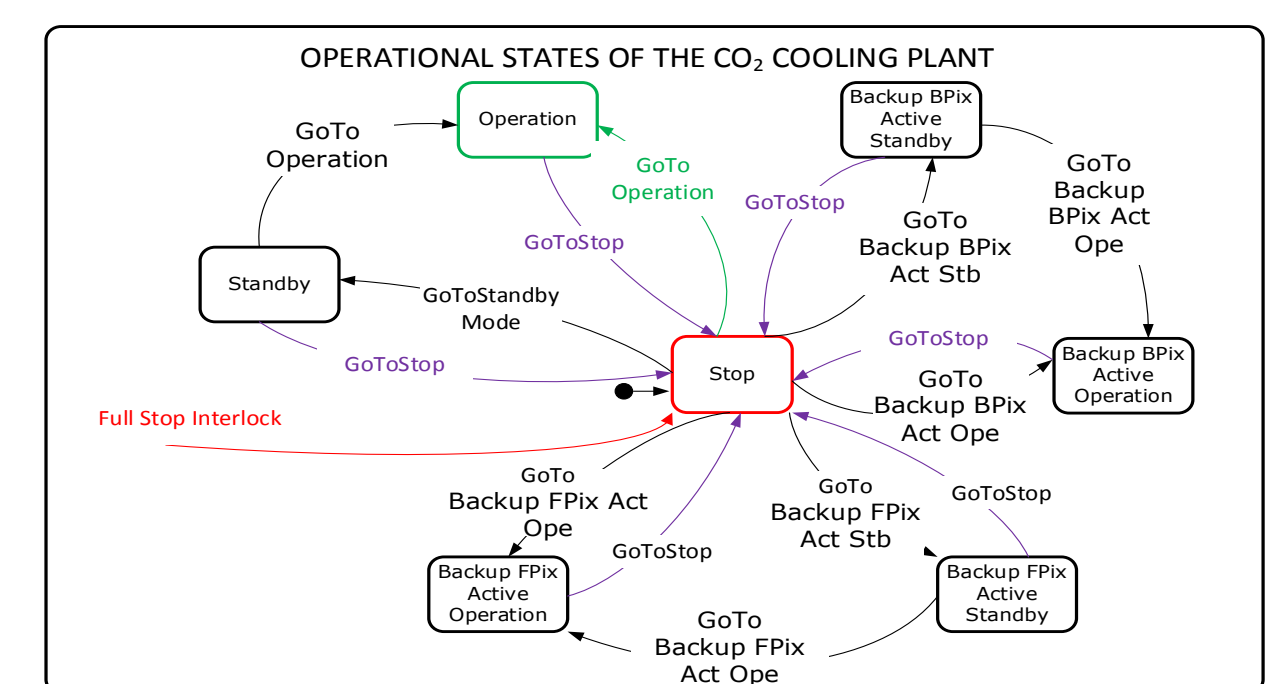 OPERATIONAL STATES OF THE CO₂ COOLING PLANT
Operation
Backup BPix
Active
Standby
GoTo
Operation
GoTo
Operation
GoTo
Backup
BPix Act
Ope
GoToStop
GoToStop
GoTo
Backup BPix
Act Stb
Standby
GoToStandby
Mode
GoToStop
Stop
GoToStop
Backup BPix
Active
Operation
GoTo
Backup BPix
Act Ope
Full Stop Interlock
GoTo
Backup FPix Act
Ope
GoTo
Backup FPix
Act Stb
GoToStop
GoToStop
Backup FPix
Active
Operation
Backup FPix
Active
Standby
GoTo
Backup FPix
Act Ope